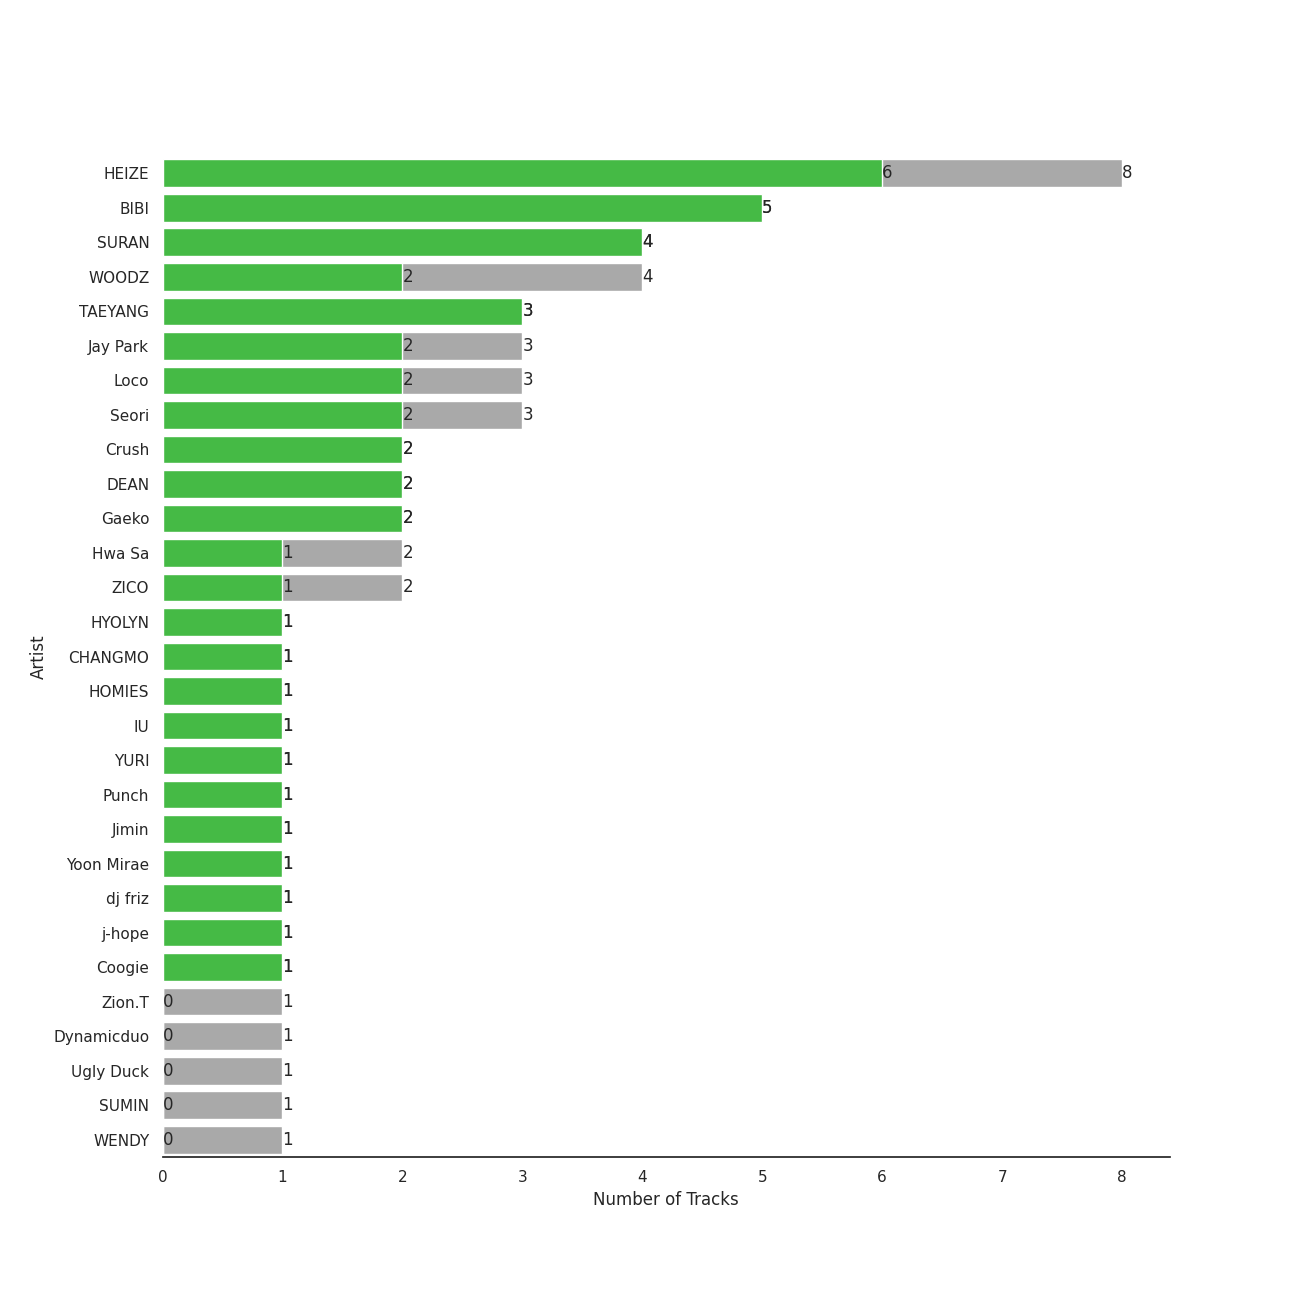 HEIZE 6 8
BIBI 5
SURAN 4
WOODZ 2 4
TAEYANG 3
Jay Park 2 3
Loco 2 3
Seori 2 3
Crush 2
DEAN 2
Gaeko 2
Hwa Sa 1 2
ZICO 1 2
HYOLYN 1
CHANGMO 1
HOMIES 1
IU 1
YURI 1
Punch 1
Jimin 1
Yoon Mirae 1
dj friz 1
j-hope 1
Coogie 1
Zion.T 0 1
Dynamicduo 0 1
Ugly Duck 0 1
SUMIN 0 1
WENDY 0 1
Artist
0 1 2 3 4 5 6 7 8
Number of Tracks